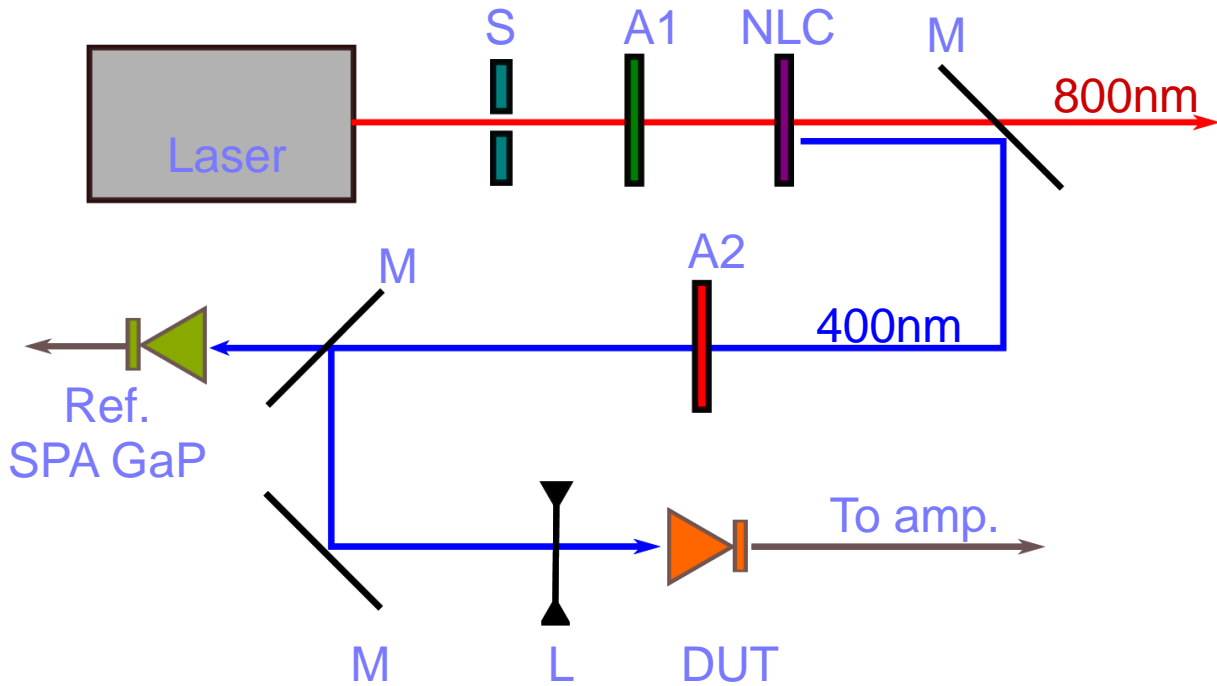 S
A1
NLC
M
800nm
Laser
A2
M
400nm
Ref.
SPA GaP
To amp.
M
L
DUT